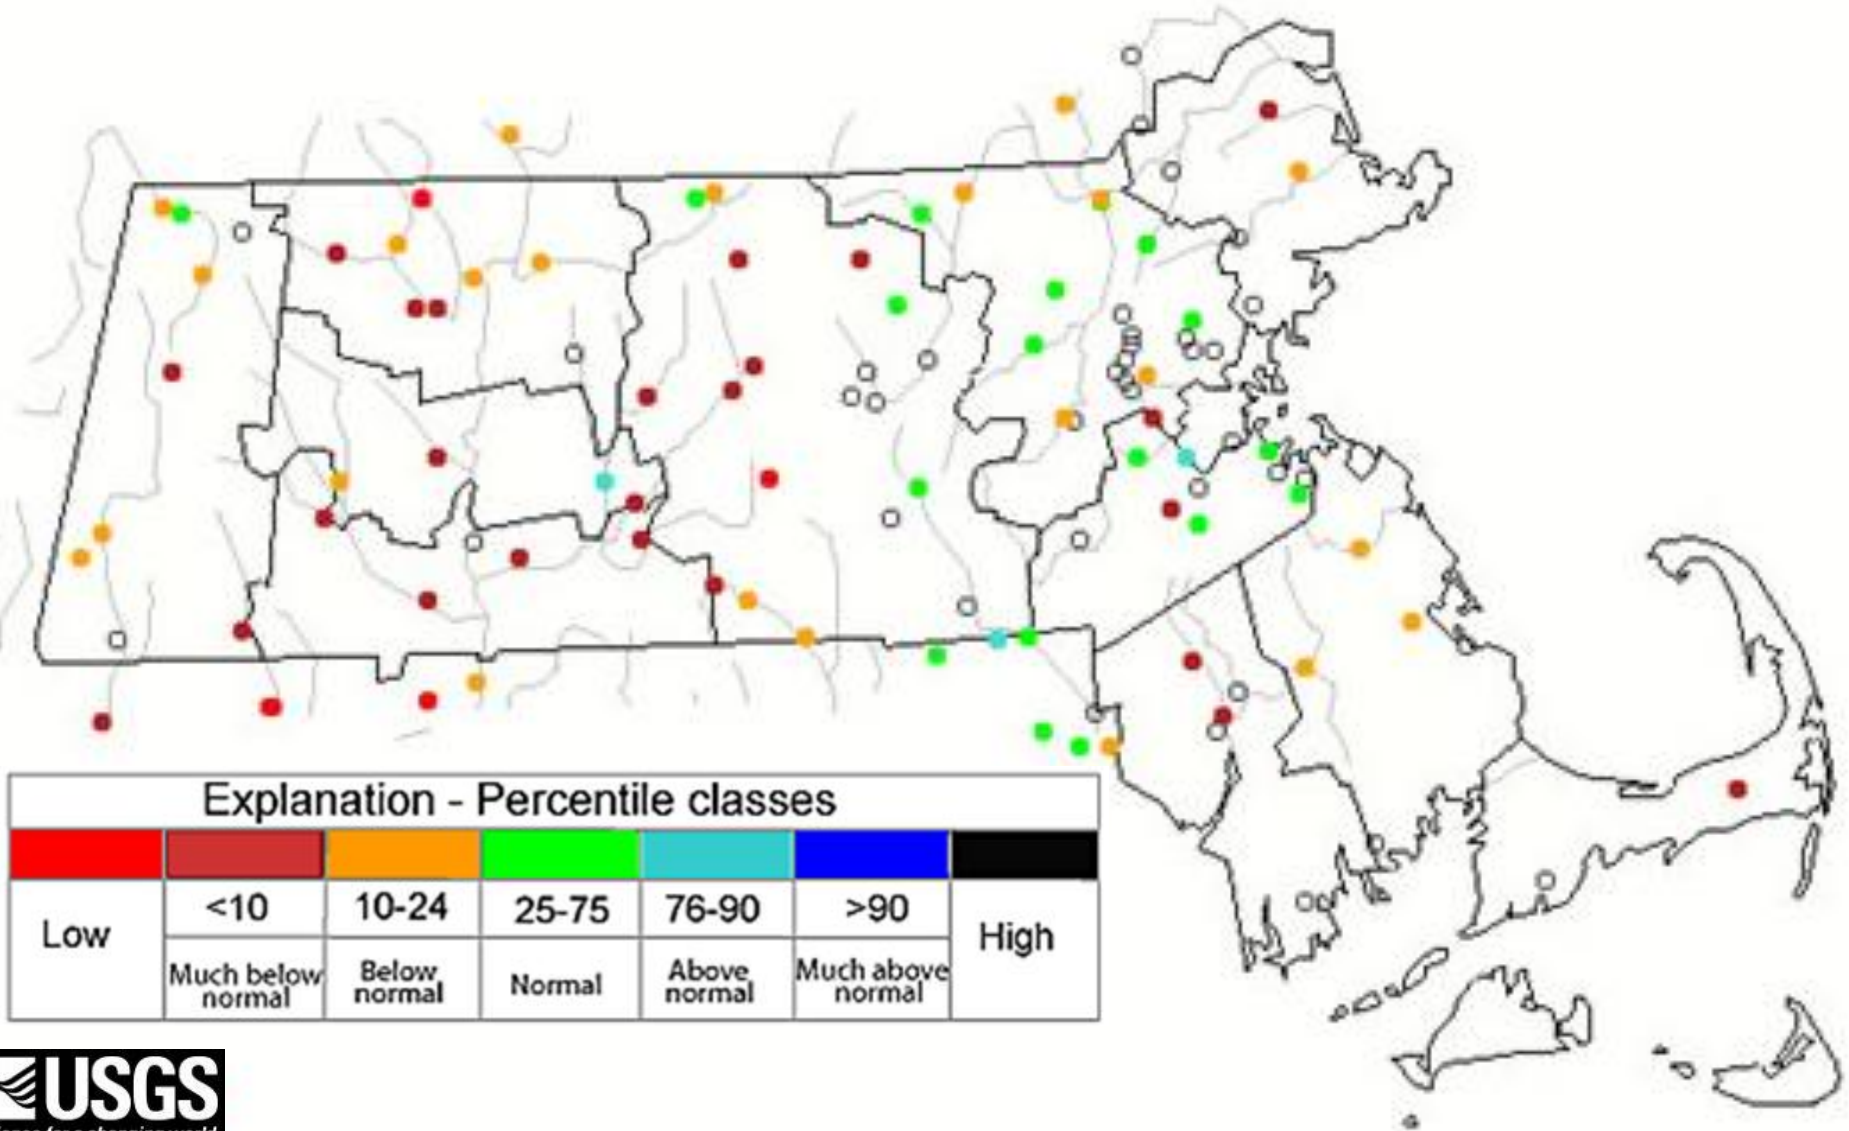 Explanation - Percentile classes
<10 10-24 25-75 76-90 >90
Low High
Much below normal
Below normal
Normal
Above normal
Much above normal
USGS